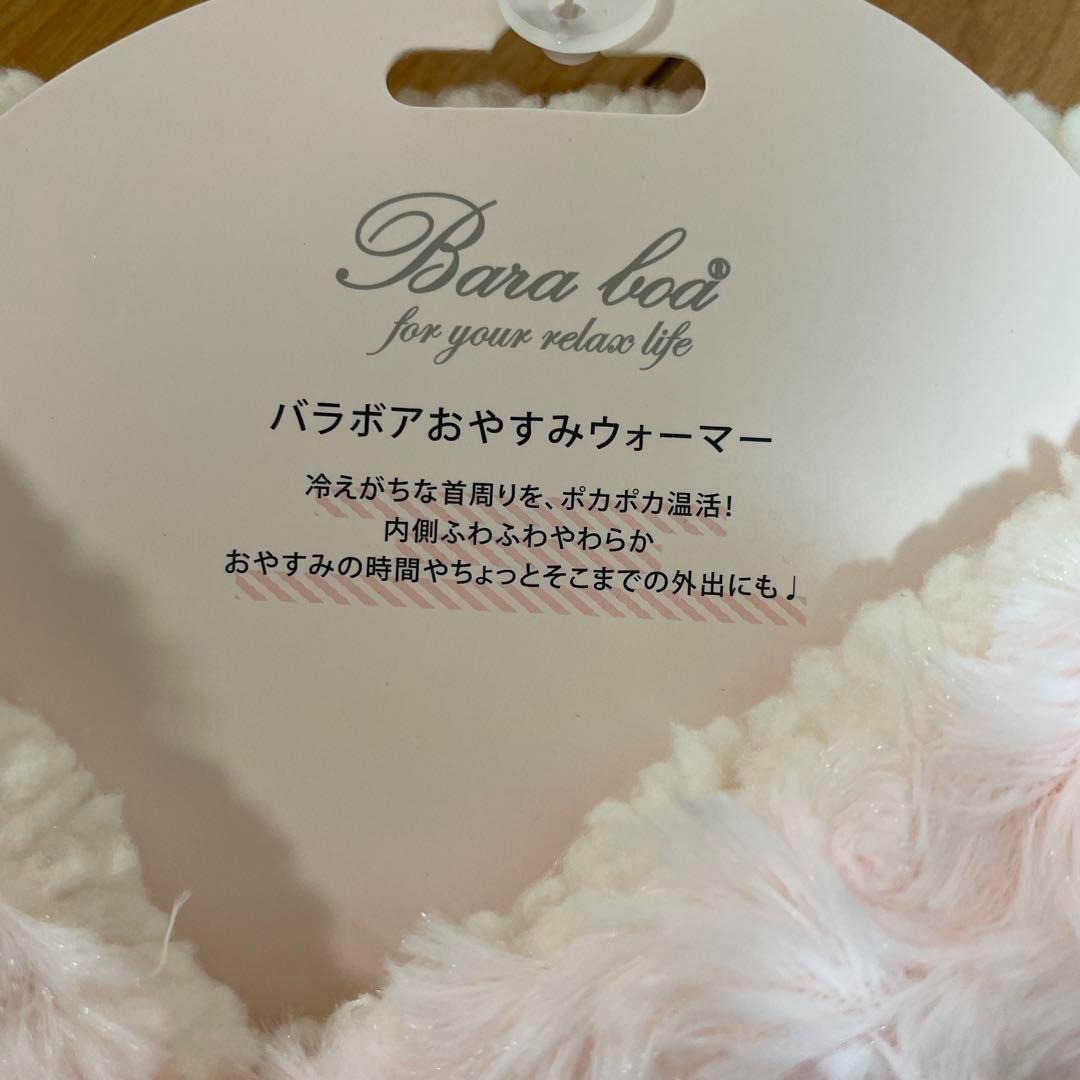 Bara boa®
for your relax life
バラボアおやすみウォーマー
冷えがちな首周りを、ポカポカ温活!
内側ふわふわやわらか
おやすみの時間やちょっとそこまでの外出にも♩